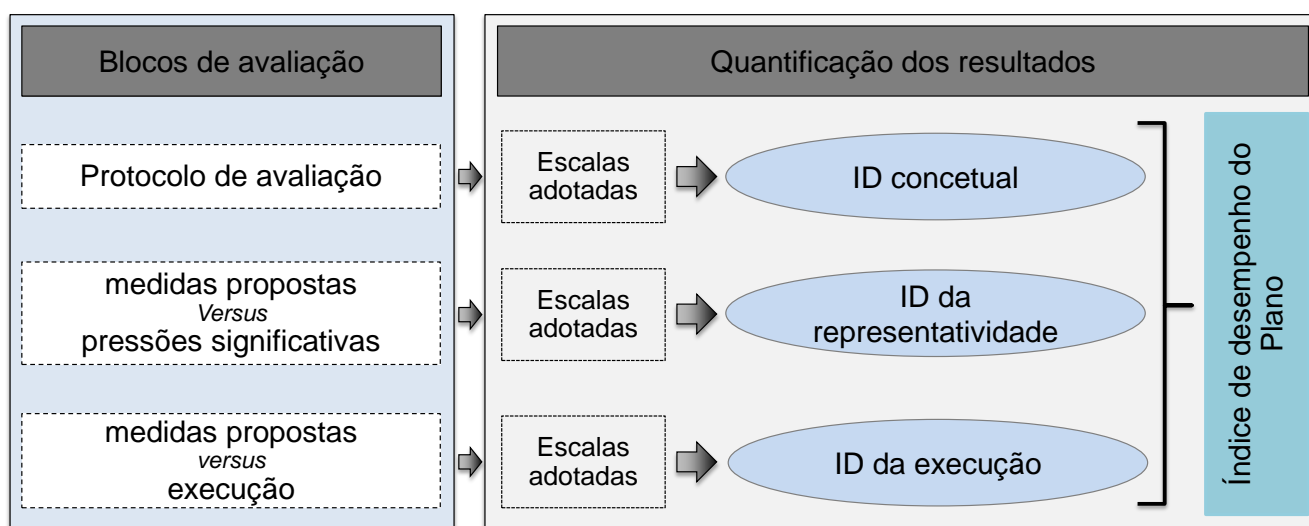 Blocos de avaliação
Quantificação dos resultados
Protocolo de avaliação
Escalas
adotadas
ID concetual
medidas propostas
Versus
pressões significativas
Escalas
adotadas
ID da
representatividade
medidas propostas
versus
execução
Escalas
adotadas
ID da execução
Índice de desempenho do
Plano